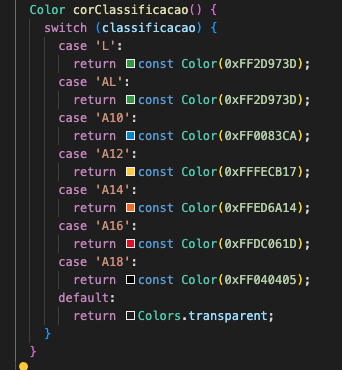 Color corClassificacao() {
switch (classificacao) {
case 'L':
return const Color(0xFF2D973D);
case 'AL':
return const Color(0xFF2D973D);
case 'A10':
return const Color(0xFF0083CA);
case 'A12':
return const Color(0xFFFECB17);
case 'A14':
return const Color(0xFFED6A14);
case 'A16':
return const Color(0xFFDC061D);
case 'A18':
return const Color(0xFF040405);
default:
return Colors.transparent;
}
}